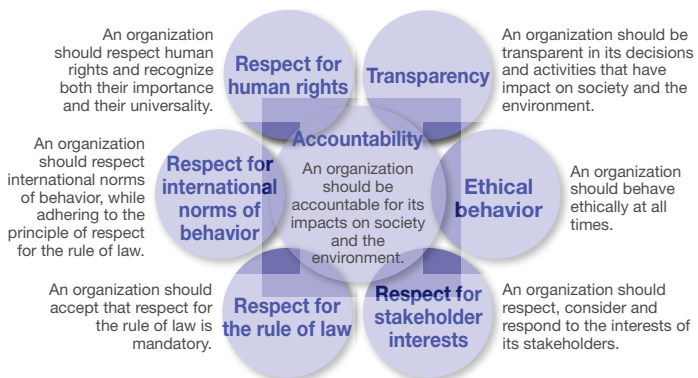 An organization
should respect human
rights and recognize
both their importance
and their universality.
Respect for
human rights
Transparency
An organization should be
transparent in its decisions
and activities that have
impact on society and the
environment.
An organization
should respect
international norms
of behavior, while
adhering to the
principle of respect
for the rule of law.
Respect for
international
norms of
behavior
Accountability
An organization
should be
accountable for its
impacts on society
and the
environment.
Ethical
behavior
An organization
should behave
ethically at all
times.
An organization should
accept that respect for
the rule of law is
mandatory.
Respect for
the rule of law
Respect for
stakeholder
interests
An organization should
respect, consider and
respond to the interests of
its stakeholders.